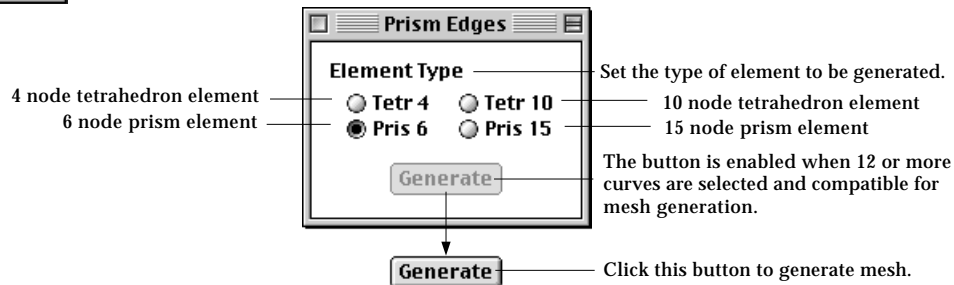 Prism Edges
Element Type
Set the type of element to be generated.
4 node tetrahedron element
Tetr 4
Tetr 10
10 node tetrahedron element
6 node prism element
Pris 6
Pris 15
15 node prism element
Generate
The button is enabled when 12 or more
curves are selected and compatible for
mesh generation.
Generate
Click this button to generate mesh.